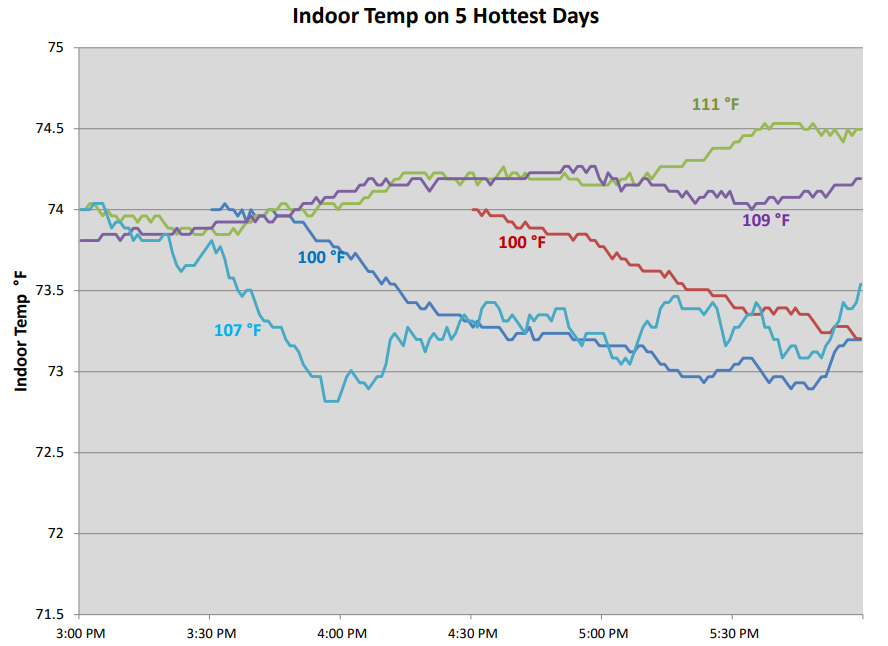 Indoor Temp on 5 Hottest Days
75
74.5
74
73.5
73
72.5
72
71.5
Indoor Temp °F
111 °F
109 °F
100 °F
100 °F
107 °F
3:00 PM 3:30 PM 4:00 PM 4:30 PM 5:00 PM 5:30 PM